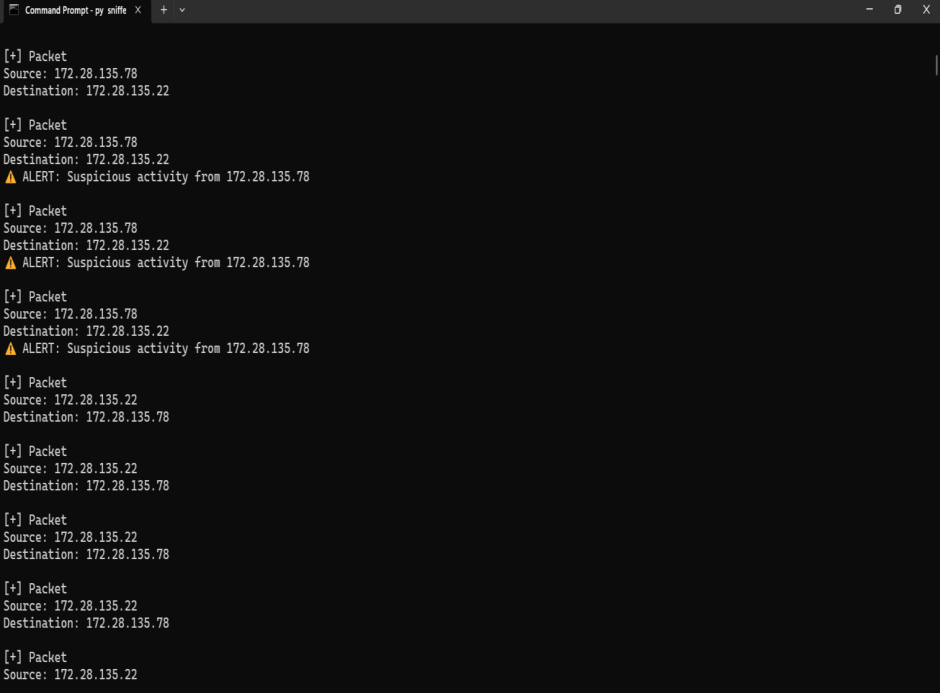 Command Prompt - py sniffe
[+] Packet
Source: 172.28.135.78
Destination: 172.28.135.22
[+] Packet
Source: 172.28.135.78
Destination: 172.28.135.22
⚠ ALERT: Suspicious activity from 172.28.135.78
[+] Packet
Source: 172.28.135.78
Destination: 172.28.135.22
⚠ ALERT: Suspicious activity from 172.28.135.78
[+] Packet
Source: 172.28.135.78
Destination: 172.28.135.22
⚠ ALERT: Suspicious activity from 172.28.135.78
[+] Packet
Source: 172.28.135.22
Destination: 172.28.135.78
[+] Packet
Source: 172.28.135.22
Destination: 172.28.135.78
[+] Packet
Source: 172.28.135.22
Destination: 172.28.135.78
[+] Packet
Source: 172.28.135.22
Destination: 172.28.135.78
[+] Packet
Source: 172.28.135.22